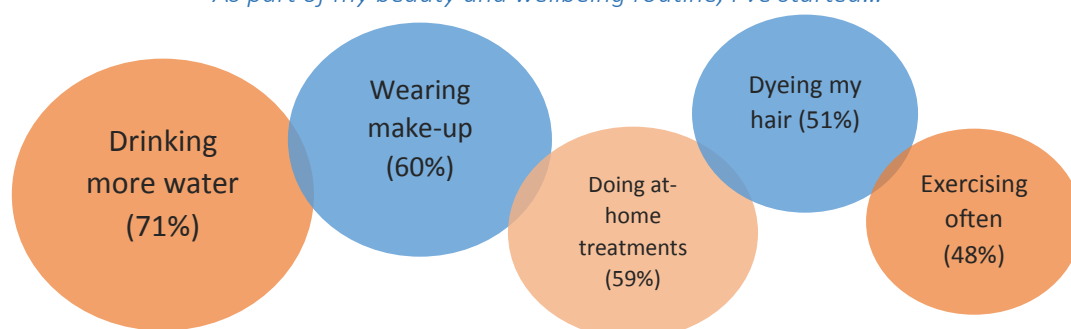 As part of my beauty and wellbeing routine, I've started...
Drinking
more water
(71%)
Wearing
make-up
(60%)
Doing at-
home
treatments
(59%)
Dyeing my
hair (51%)
Exercising
often
(48%)